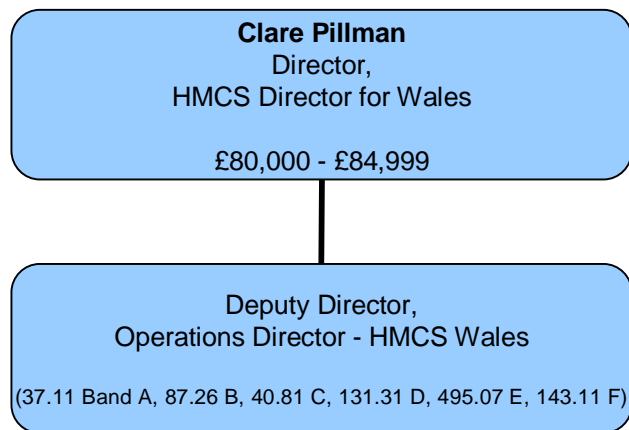 Clare Pillman
Director,
HMCS Director for Wales
£80,000 - £84,999
Deputy Director,
Operations Director - HMCS Wales
(37.11 Band A, 87.26 B, 40.81 C, 131.31 D, 495.07 E, 143.11 F)